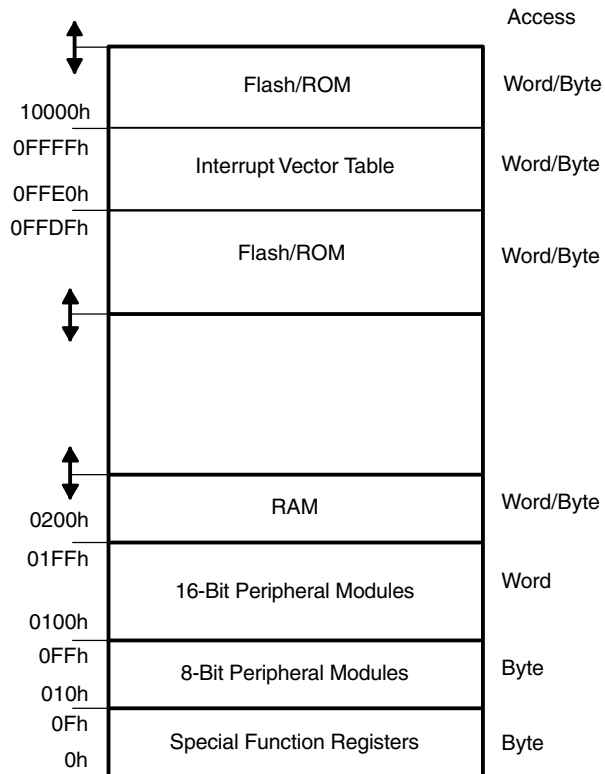 Access
Flash/ROM Word/Byte
10000h
0FFFFh
Interrupt Vector Table Word/Byte
0FFE0h
0FFDFh
Flash/ROM Word/Byte
RAM Word/Byte
0200h
01FFh
16-Bit Peripheral Modules Word
0100h
0FFh
8-Bit Peripheral Modules Byte
010h
0Fh
Special Function Registers Byte
0h